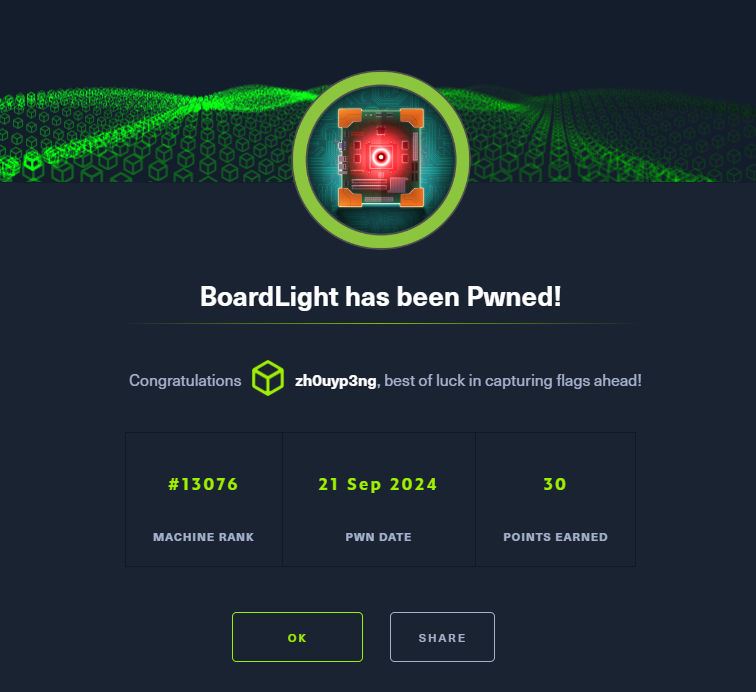 BoardLight has been Pwned!
Congratulations zh0uyp3ng, best of luck in capturing flags ahead!
#13076 21 Sep 2024 30
MACHINE RANK PWN DATE POINTS EARNED
OK SHARE